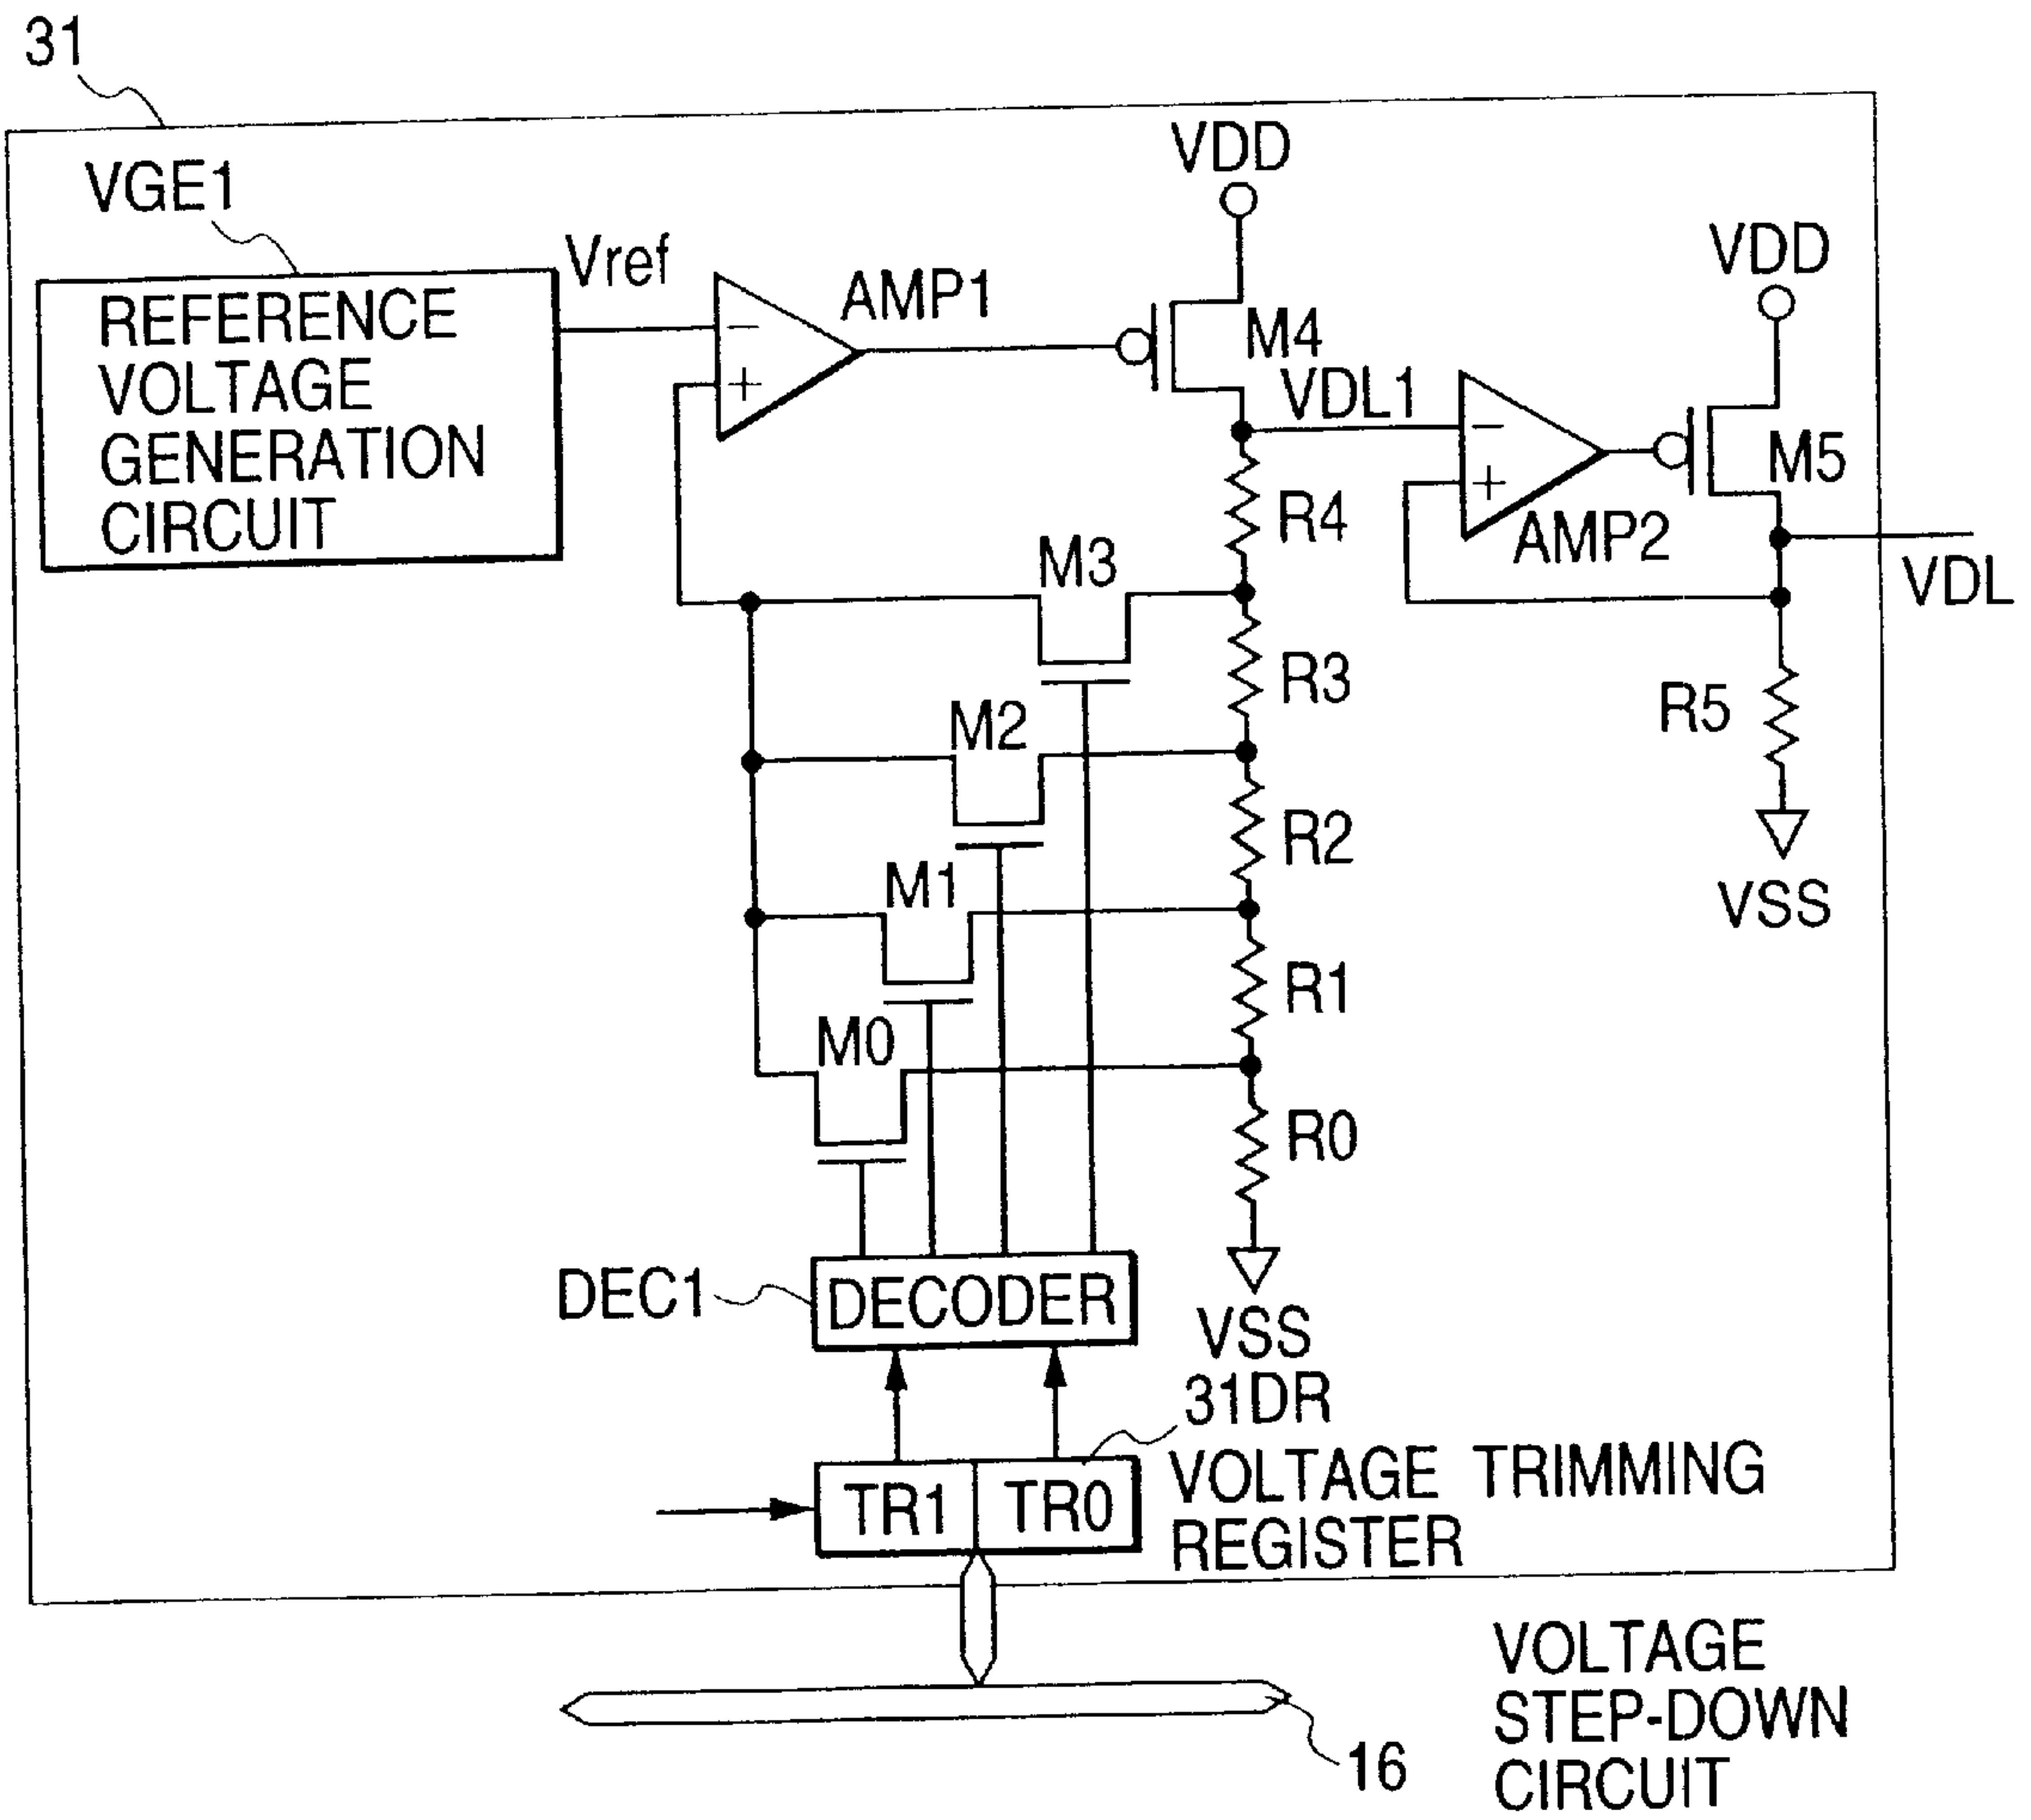 31
VGE1
REFERENCE
VOLTAGE
GENERATION
CIRCUIT
Vref
−
+
AMP1
VDD
M4
VDL1
VDD
−
+
AMP2
M5
VDL
R4
M3
R3
R5
M2
R2
VSS
M1
R1
M0
R0
DEC1
DECODER
VSS
31DR
TR1
TR0
VOLTAGE TRIMMING
REGISTER
16
VOLTAGE
STEP-DOWN
CIRCUIT